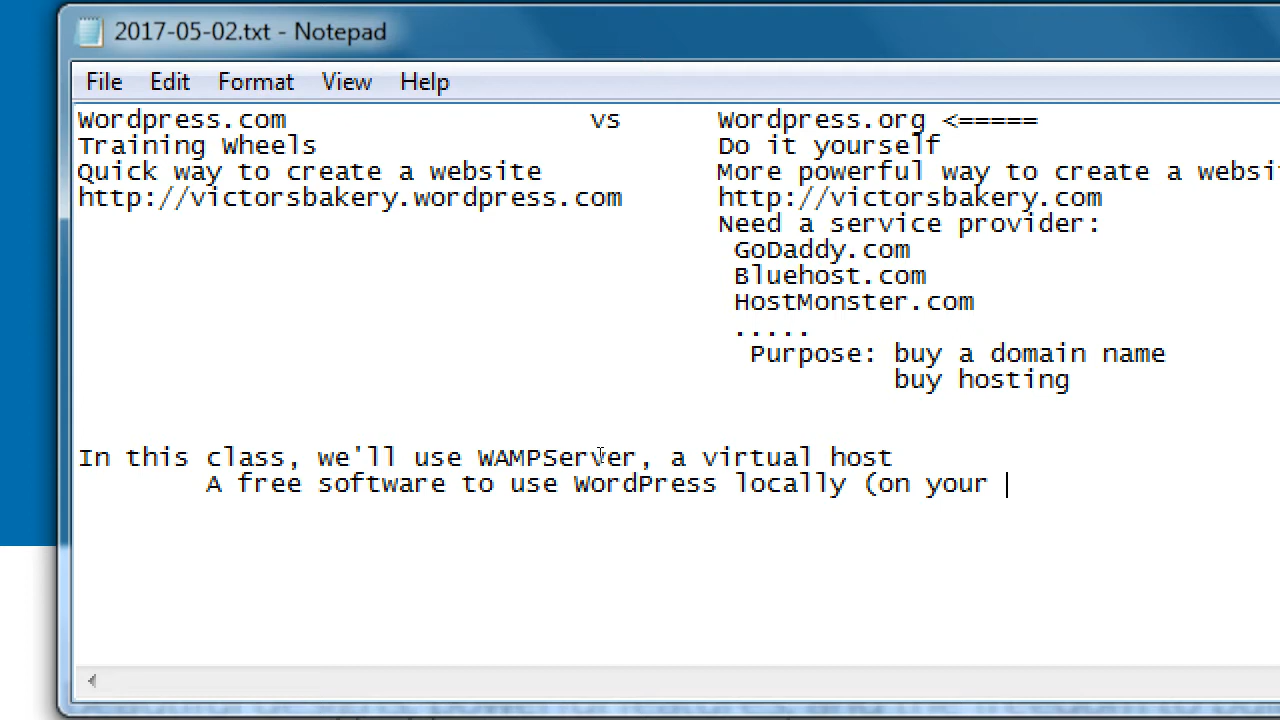 2017-05-02.txt - Notepad
File Edit Format View Help
Wordpress.com vs Wordpress.org <=====
Training Wheels Do it yourself
Quick way to create a website More powerful way to create a
http://victorsbakery.wordpress.com http://victorsbakery.com
Need a service provider:
GoDaddy.com
Bluehost.com
HostMonster.com
.....
Purpose: buy a domain name
buy hosting
In this class, we'll use WAMPServer, a virtual host
A free software to use WordPress locally (on your